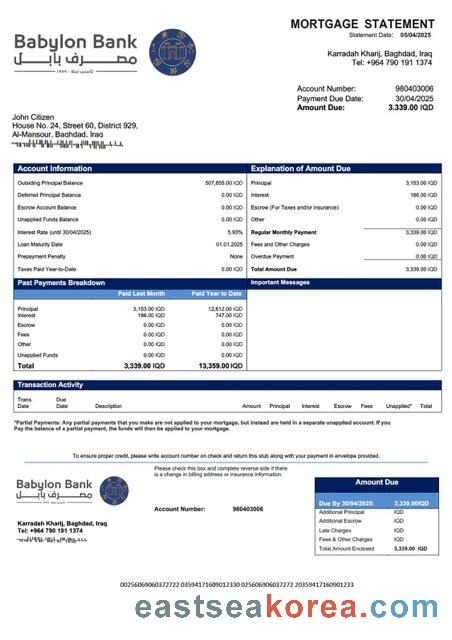 MORTGAGE STATEMENT
Statement Date: 05/04/2025
Babylon Bank
مصرف بابل
Karradah Kharij, Baghdad, Iraq
Tel: +964 790 191 1374
Account Number: 980403006
Payment Due Date: 30/04/2025
Amount Due: 3.339.00 IQD
John Citizen
House No. 24, Street 60, District 929,
Al-Mansour, Baghdad, Iraq
Account Information
Outsiding Principal Balance 507,855.00 IQD
Deferred Principal Balance 0.00 IQD
Escrow Account Balance 0.00 IQD
Unapplied Funds Balance 0.00 IQD
Interest Rate (until 30/04/2025) 5.93%
Loan Maturity Date 01.01.2025
Prepayment Penalty None
Taxes Paid Year-to-Date 0.00 IQD
Explanation of Amount Due
Principal 3,153.00 IQD
Interest 186.00 IQD
Escrow (For Taxes and/or insurance) 0.00 IQD
Other 0.00 IQD
Regular Monthly Payment 3,339.00 IQD
Fees and Other Charges 0.00 IQD
Overdue Payment 0.00 IQD
Total Amount Due 3,339.00 IQD
Past Payments Breakdown
Paid Last Month Paid Year to Date
Principal 3,153.00 IQD 12,612.00 IQD
Interest 186.00 IQD 747.00 IQD
Escrow 0.00 IQD 0.00 IQD
Fees 0.00 IQD 0.00 IQD
Other 0.00 IQD 0.00 IQD
Unapplied Funds 0.00 IQD 0.00 IQD
Total 3,339.00 IQD 13,359.00 IQD
Important Messages
Transaction Activity
Trans. Date Due Date Description Amount Principal Interest Escrow Fees Unapplied* Total
*Partial Payments: Any partial payments that you make are not applied to your mortgage, but instead are held in a separate unapplied account. If you
Pay the balance of a partial payment, the funds will then be applied to your mortgage.
To ensure proper credit, please write account number on check and return this stub along with your payment in envelope provided.
Please check this box and complete reverse side if there
is a change in billing address or insurance information.
Babylon Bank
مصرف بابل
Account Number: 980403006
Karradah Kharij, Baghdad, Iraq
Tel: +964 790 191 1374
Amount Due
Due By 30/04/2025: 3,339.00IQD
Additional Principal IQD
Additional Escrow IQD
Late Charges IQD
Fees & Other Charges IQD
Total Amount Enclosed 3,339.00 IQD
00256069060372722 03594171609012330 025606906037272 20359417160901233
eastseakorea.com